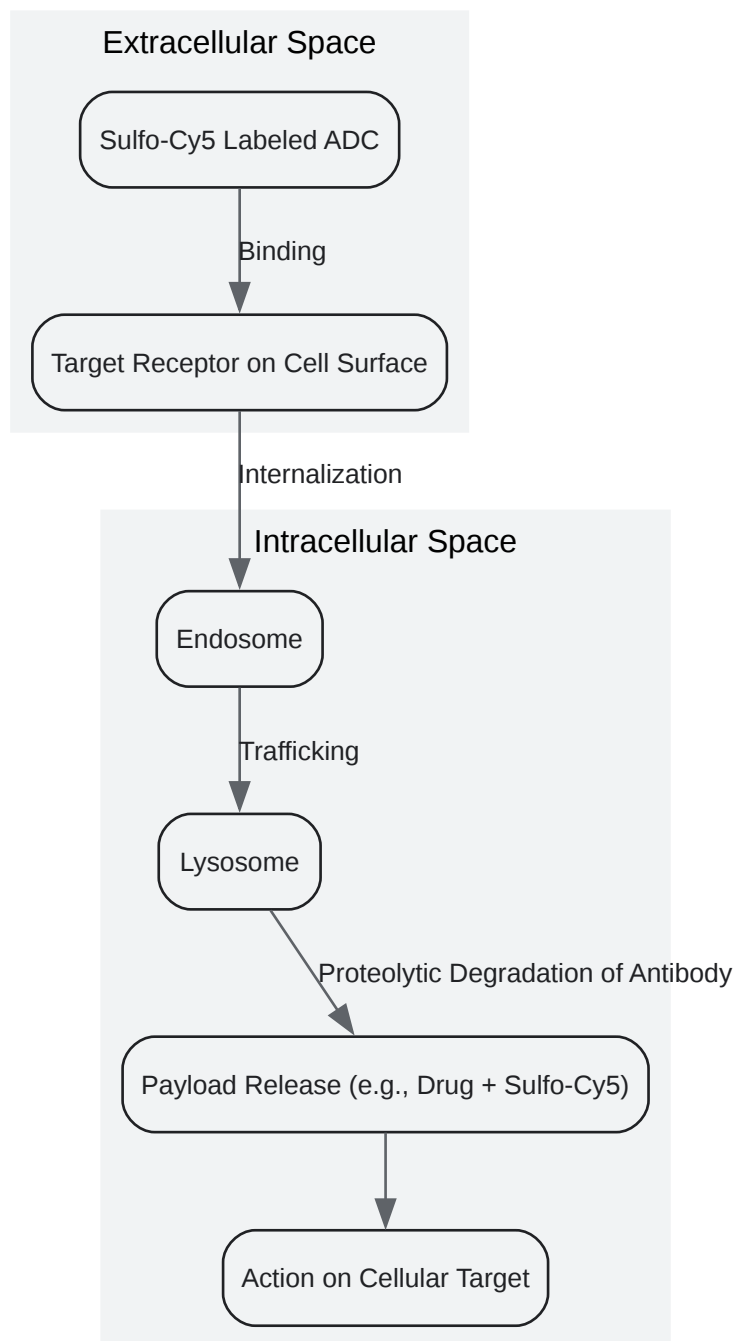 Extracellular Space
Sulfo-Cy5 Labeled ADC
Binding
Target Receptor on Cell Surface
Internalization
Intracellular Space
Endosome
Trafficking
Lysosome
Proteolytic Degradation of Antibody
Payload Release (e.g., Drug + Sulfo-Cy5)
Action on Cellular Target